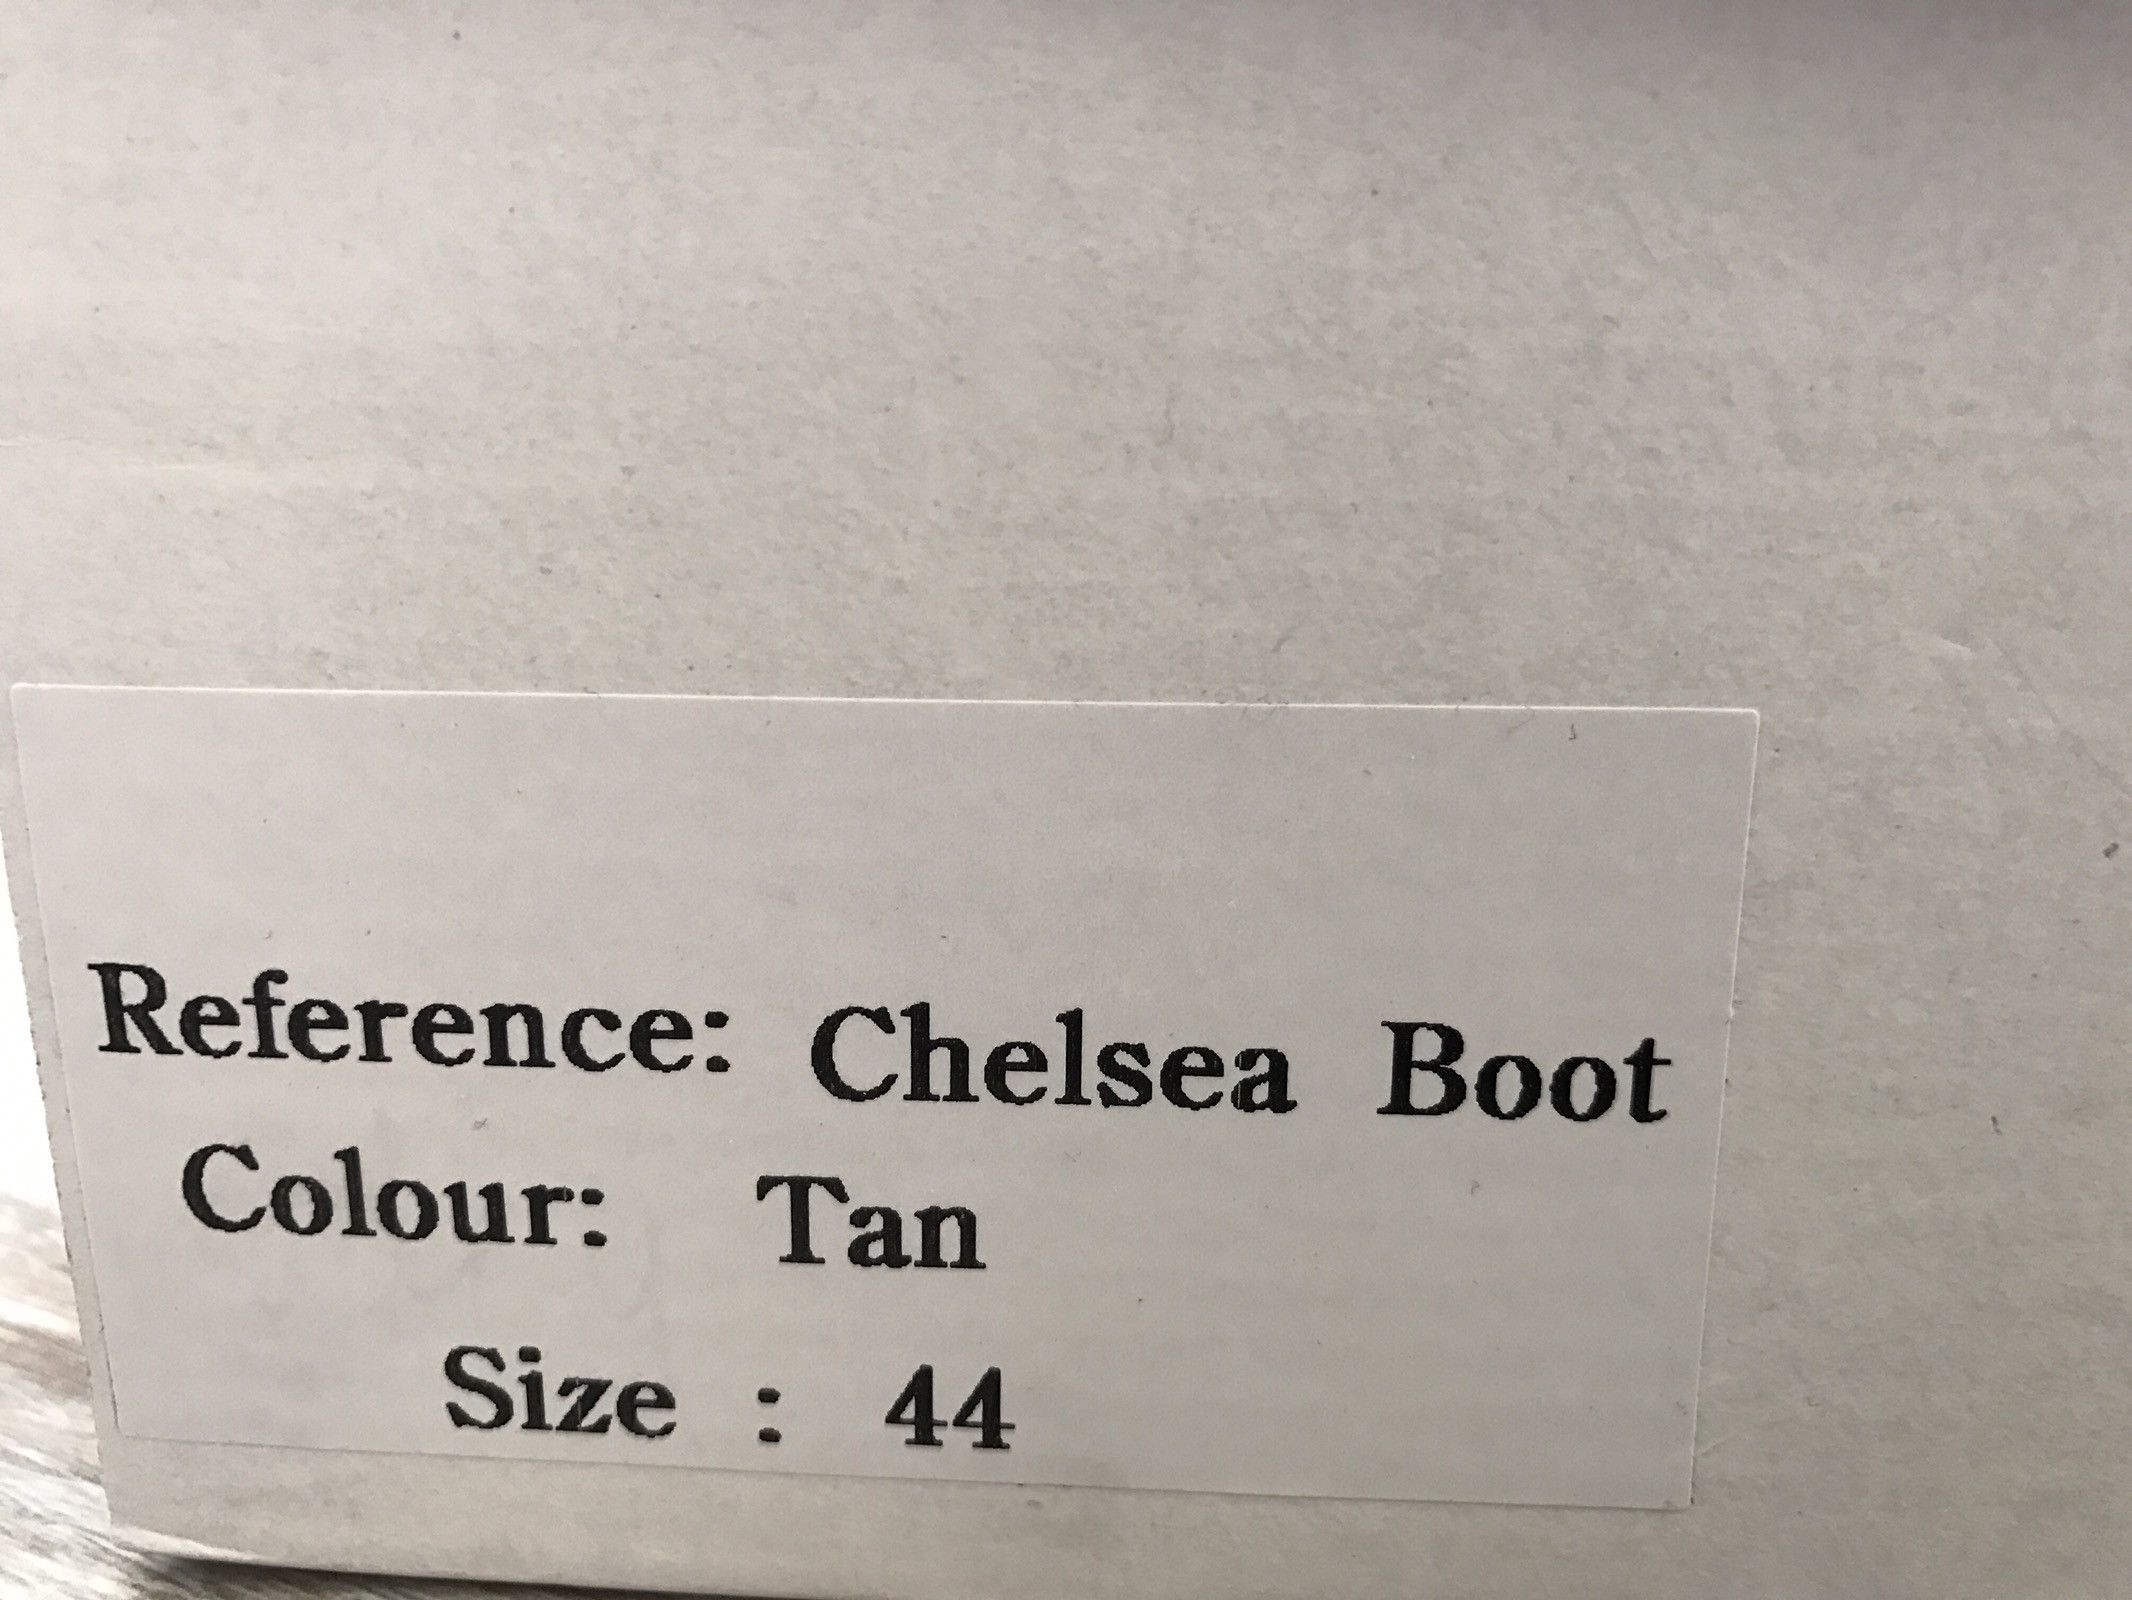 Reference: Chelsea Boot
Colour: Tan
Size : 44